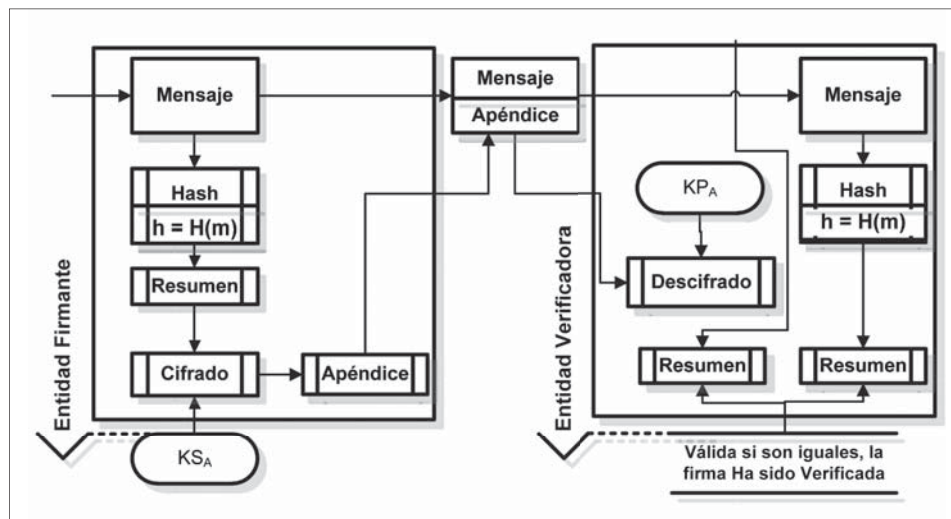 Entidad Firmante
Mensaje
Hash
h = H(m)
Resumen
Cifrado
Apéndice
KSA
Mensaje
Apéndice
Entidad Verificadora
KPA
Descifrado
Resumen
Mensaje
Hash
h = H(m)
Resumen
Válida si son iguales, la
firma Ha sido Verificada